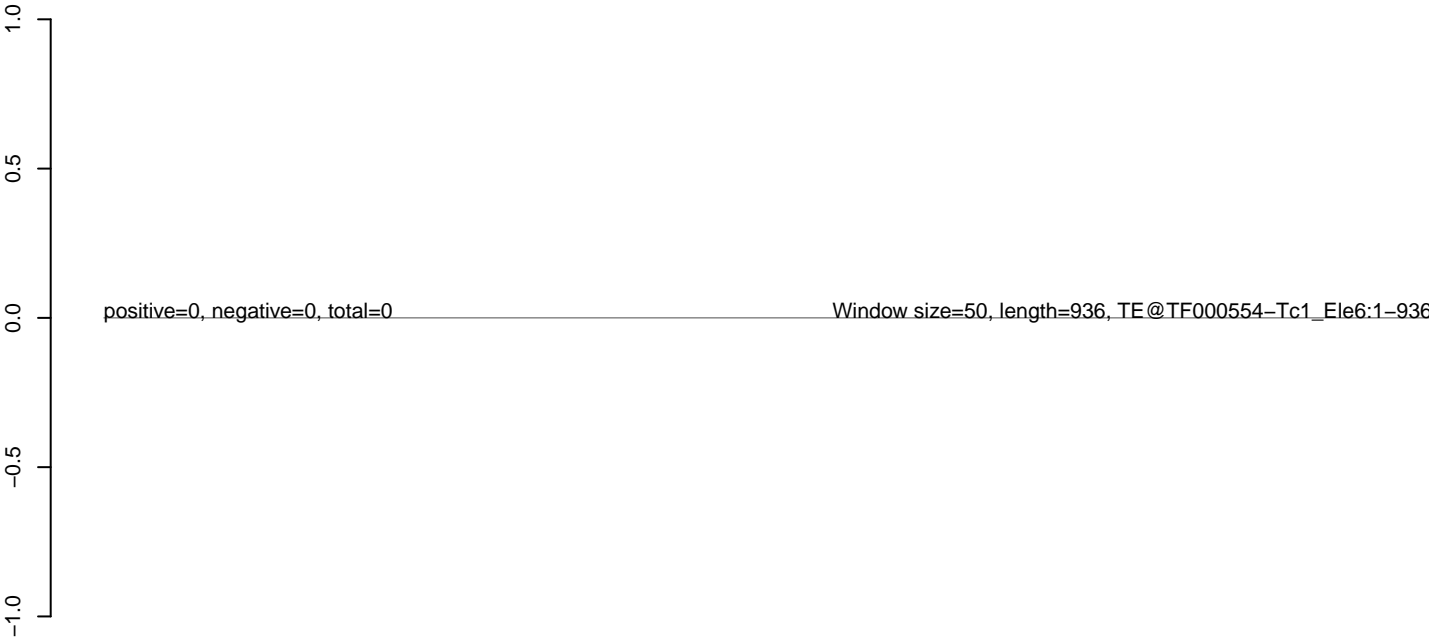 1.0
0.5
0.0
−0.5
−1.0
positive=0, negative=0, total=0
Window size=50, length=936, TE@TF000554−Tc1_Ele6:1−936